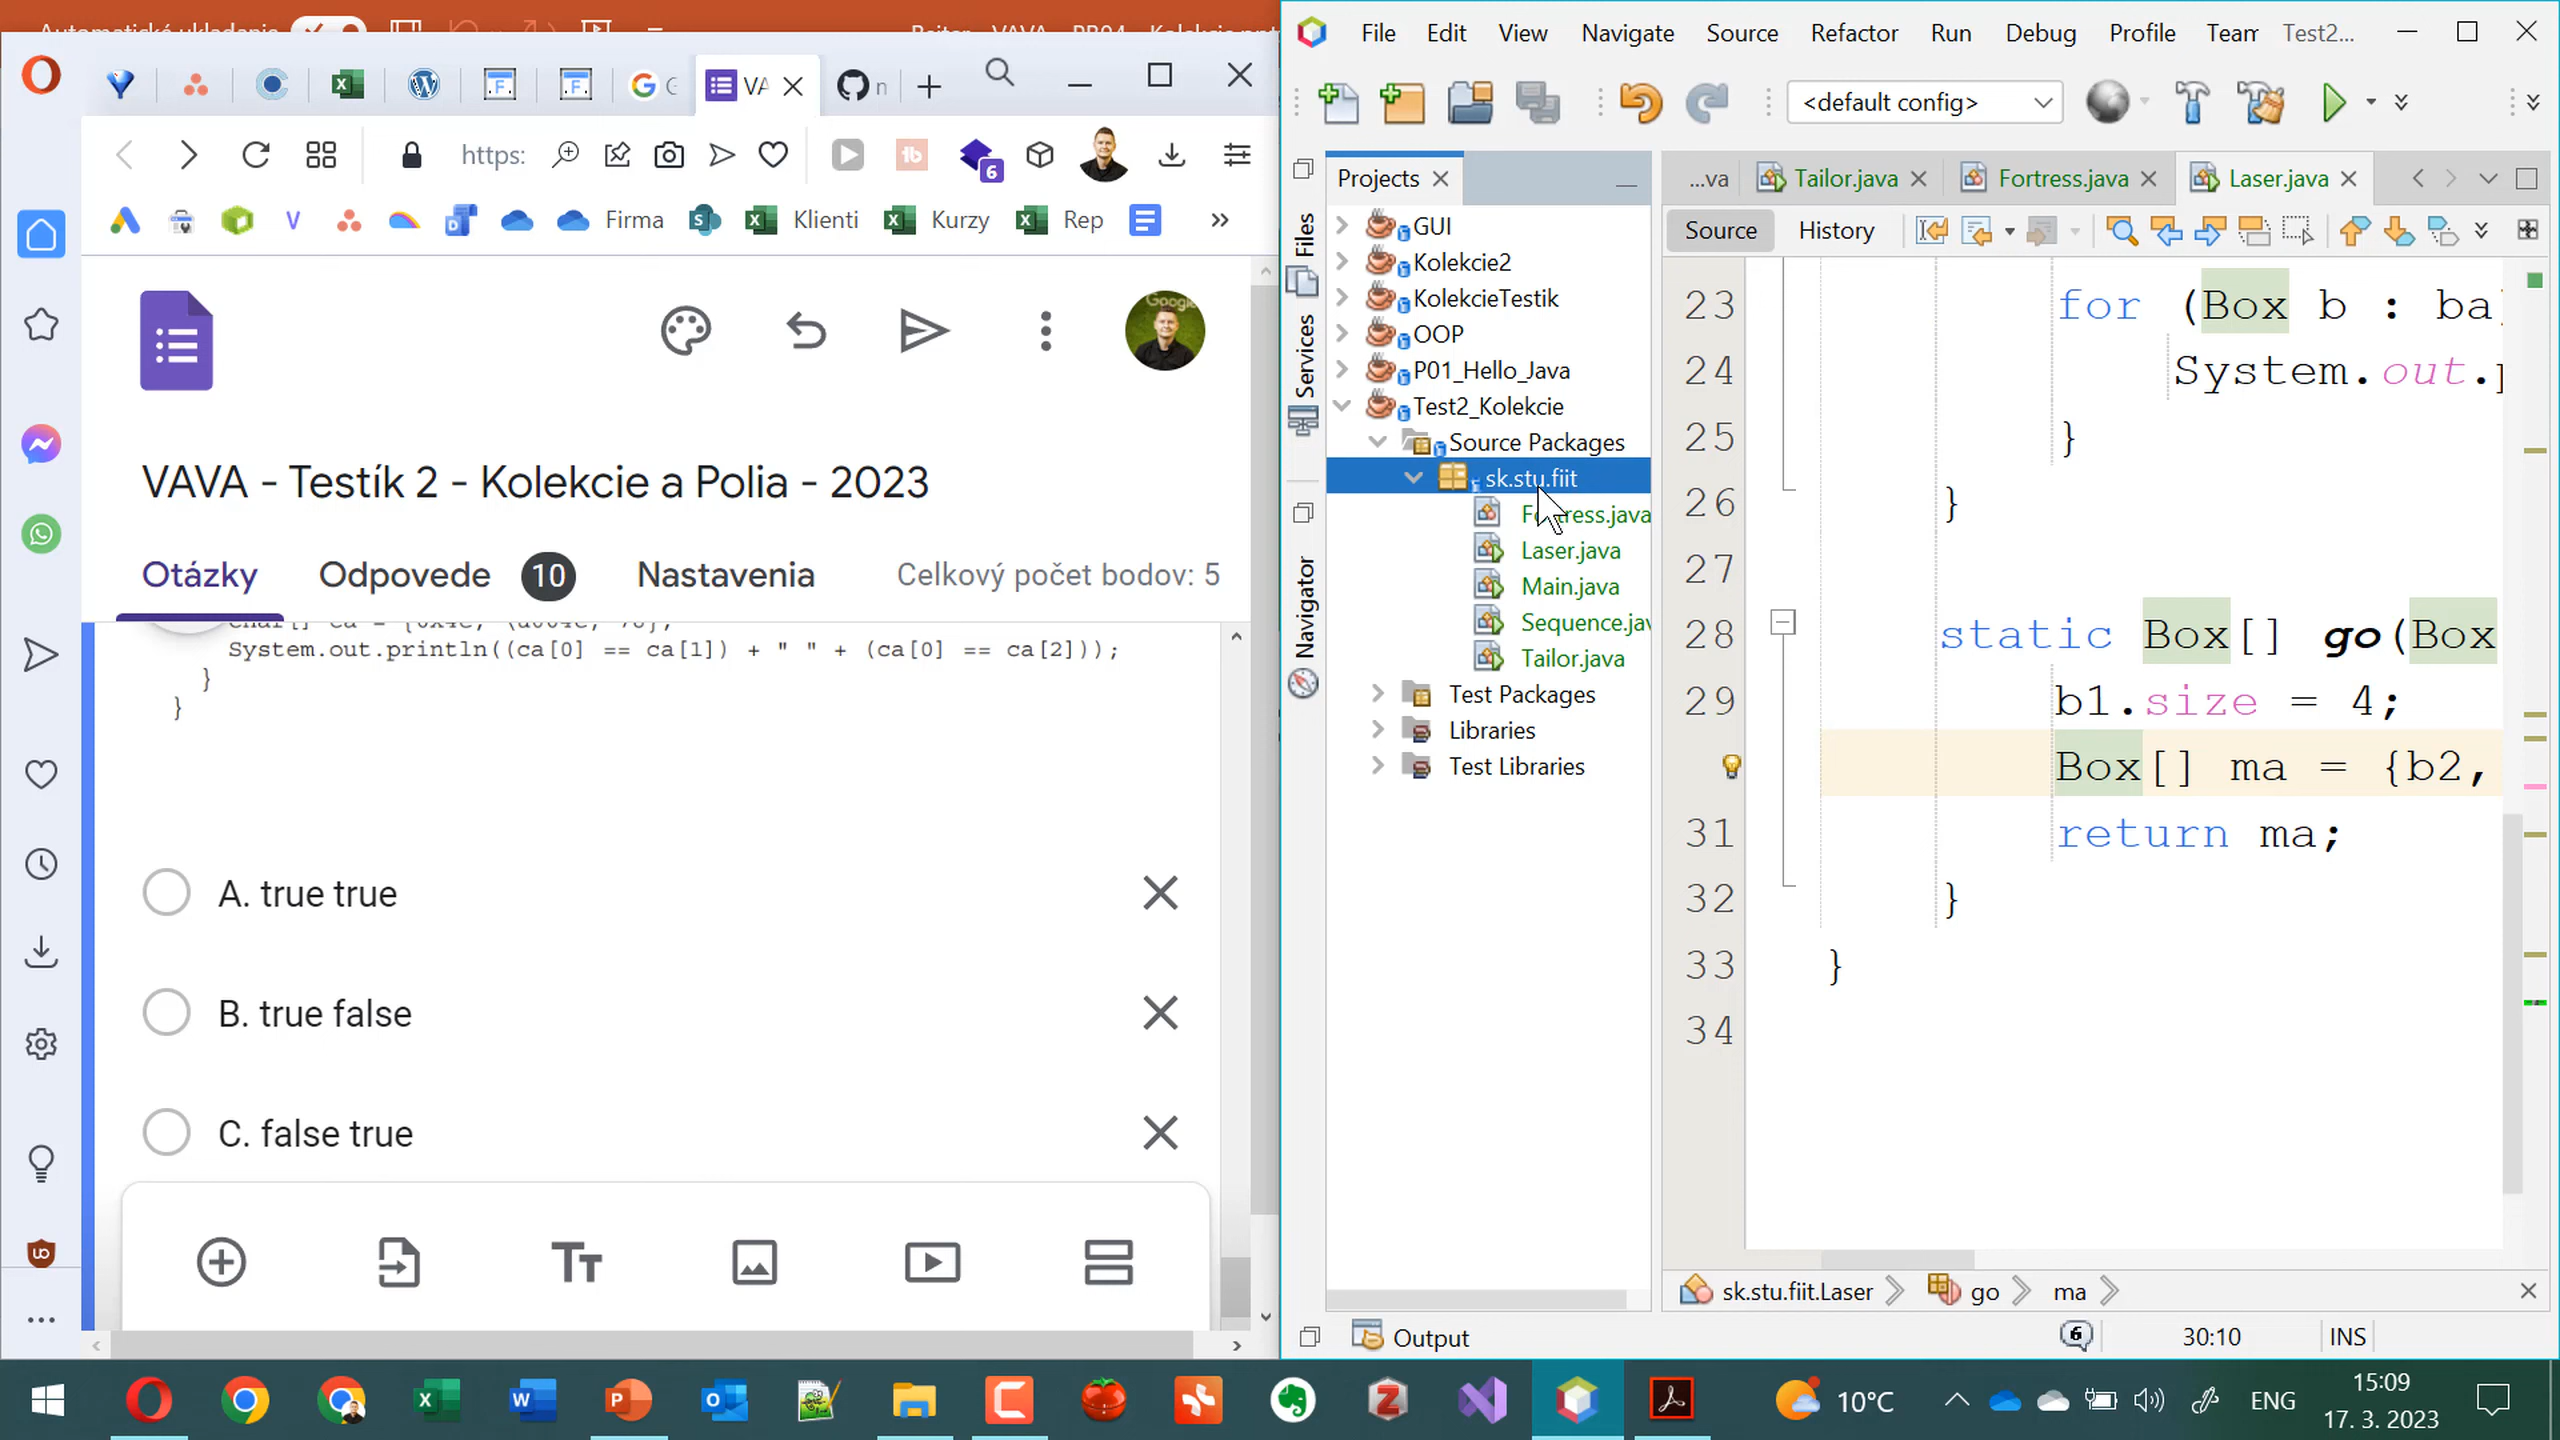 VA
n
6
https:
Firma
Klienti
Kurzy
Rep
VAVA - Testík 2 - Kolekcie a Polia - 2023
Otázky
Odpovede
10
Nastavenia
Celkový počet bodov: 5
System.out.println((ca[0] == ca[1]) + " " + (ca[0] == ca[2]));
}
}
A. true true
B. true false
C. false true
File Edit View Navigate Source Refactor Run Debug Profile Team Test2...
<default config>
Files
Services
Navigator
Projects
GUI
Kolekcie2
KolekcieTestik
OOP
P01_Hello_Java
Test2_Kolekcie
Source Packages
sk.stu.fiit
Laser.java
Main.java
Sequence.jav
Tailor.java
Test Packages
Libraries
Test Libraries
...va Tailor.java Fortress.java Laser.java
Source History
23 for (Box b : ba
24 System.out.p
25 }
26 }
27
28 static Box[] go(Box
29 b1.size = 4;
Box[] ma = {b2,
31 return ma;
32 }
33 }
34
sk.stu.fiit.Laser go ma
Output
6
30:10
INS
10°C
ENG
15:09
17. 3. 2023